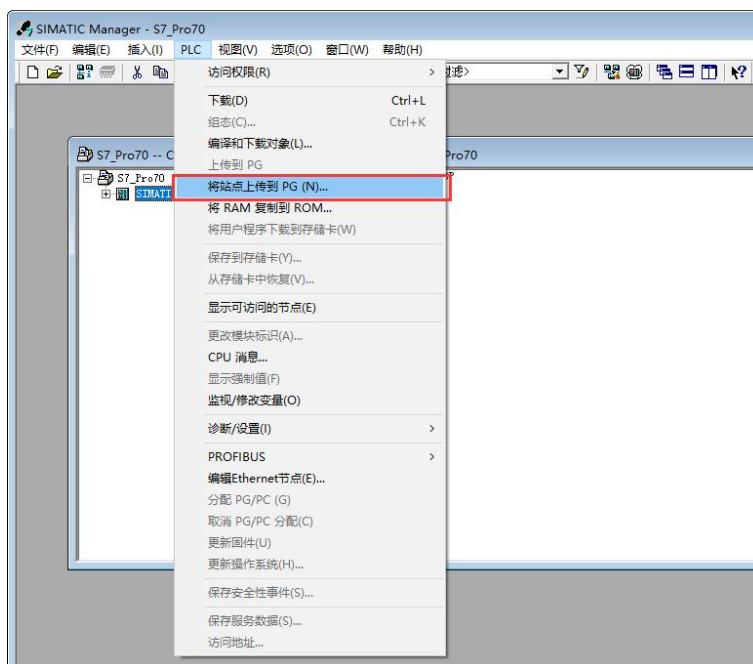 SIMATIC Manager - S7_Pro70
文件(F) 编辑(E) 插入(I) PLC 视图(V) 选项(O) 窗口(W) 帮助(H)
访问权限(R)
下载(D) Ctrl+L
组态(C)... Ctrl+K
编译和下载对象(L)...
上传到 PG
S7_Pro70 -- C
Pro70
S7_Pro70
将站点上传到 PG (N)...
SIMATI
将 RAM 复制到 ROM...
将用户程序下载到存储卡(W)
保存到存储卡(Y)...
从存储卡中恢复(V)...
显示可访问的节点(E)
更改模块标识(A)...
CPU 消息...
显示强制值(F)
监视/修改变量(O)
诊断/设置(I)
PROFIBUS
编辑Ethernet节点(E)...
分配 PG/PC (G)
取消 PG/PC 分配(C)
更新固件(U)
更新操作系统(H)...
保存安全性事件(S)...
保存服务数据(S)...
访问地址...